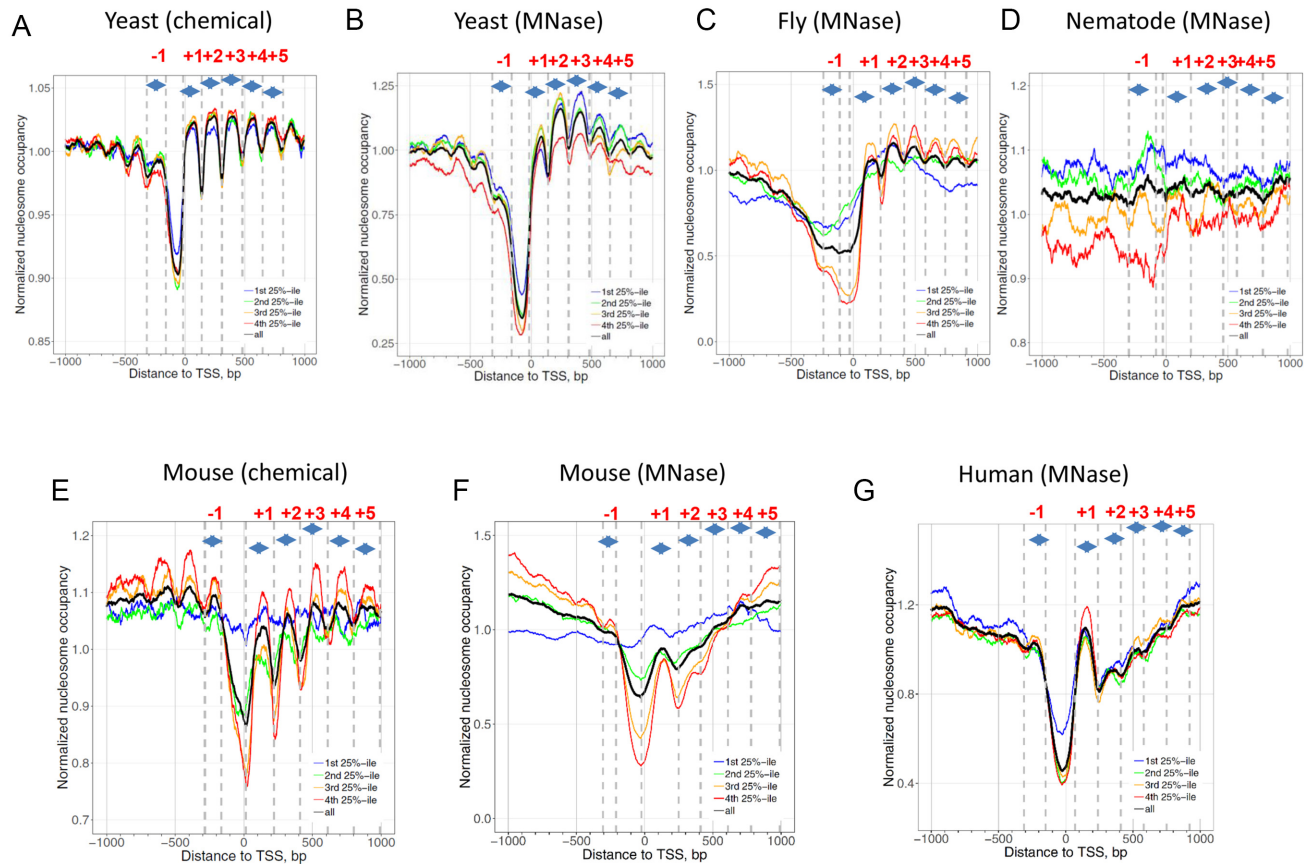 A
Yeast (chemical)
-1 +1+2 +3 +4+5
Normalized nucleosome occupancy
1.05
1.00
0.95
0.90
0.85
1st 25%-ile
2nd 25%-ile
3rd 25%-ile
4th 25%-ile
all
−1000 −500 0 500 1000
Distance to TSS, bp
B
Yeast (MNase)
-1 +1 +2 +3 +4 +5
Normalized nucleosome occupancy
1.25
1.00
0.75
0.50
0.25
1st 25%-ile
2nd 25%-ile
3rd 25%-ile
4th 25%-ile
all
−1000 −500 0 500 1000
Distance to TSS, bp
C
Fly (MNase)
-1 +1 +2+3 +4 +5
Normalized nucleosome occupancy
1.5
1.0
0.5
0.0
1st 25%-ile
2nd 25%-ile
3rd 25%-ile
4th 25%-ile
all
−1000 −500 0 500 1000
Distance to TSS, bp
D
Nematode (MNase)
-1 +1 +2+3 +4 +5
Normalized nucleosome occupancy
1.2
1.1
1.0
0.9
0.8
1st 25%-ile
2nd 25%-ile
3rd 25%-ile
4th 25%-ile
all
−1000 −500 0 500 1000
Distance to TSS, bp
E
Mouse (chemical)
-1 +1 +2 +3 +4 +5
Normalized nucleosome occupancy
1.2
1.1
1.0
0.9
0.8
0.7
1st 25%-ile
2nd 25%-ile
3rd 25%-ile
4th 25%-ile
all
−1000 −500 0 500 1000
Distance to TSS, bp
F
Mouse (MNase)
-1 +1 +2 +3 +4 +5
Normalized nucleosome occupancy
1.5
1.0
0.5
0.0
1st 25%-ile
2nd 25%-ile
3rd 25%-ile
4th 25%-ile
all
−1000 −500 0 500 1000
Distance to TSS, bp
G
Human (MNase)
-1 +1 +2 +3 +4 +5
Normalized nucleosome occupancy
1.2
0.8
0.4
1st 25%-ile
2nd 25%-ile
3rd 25%-ile
4th 25%-ile
all
−1000 −500 0 500 1000
Distance to TSS, bp